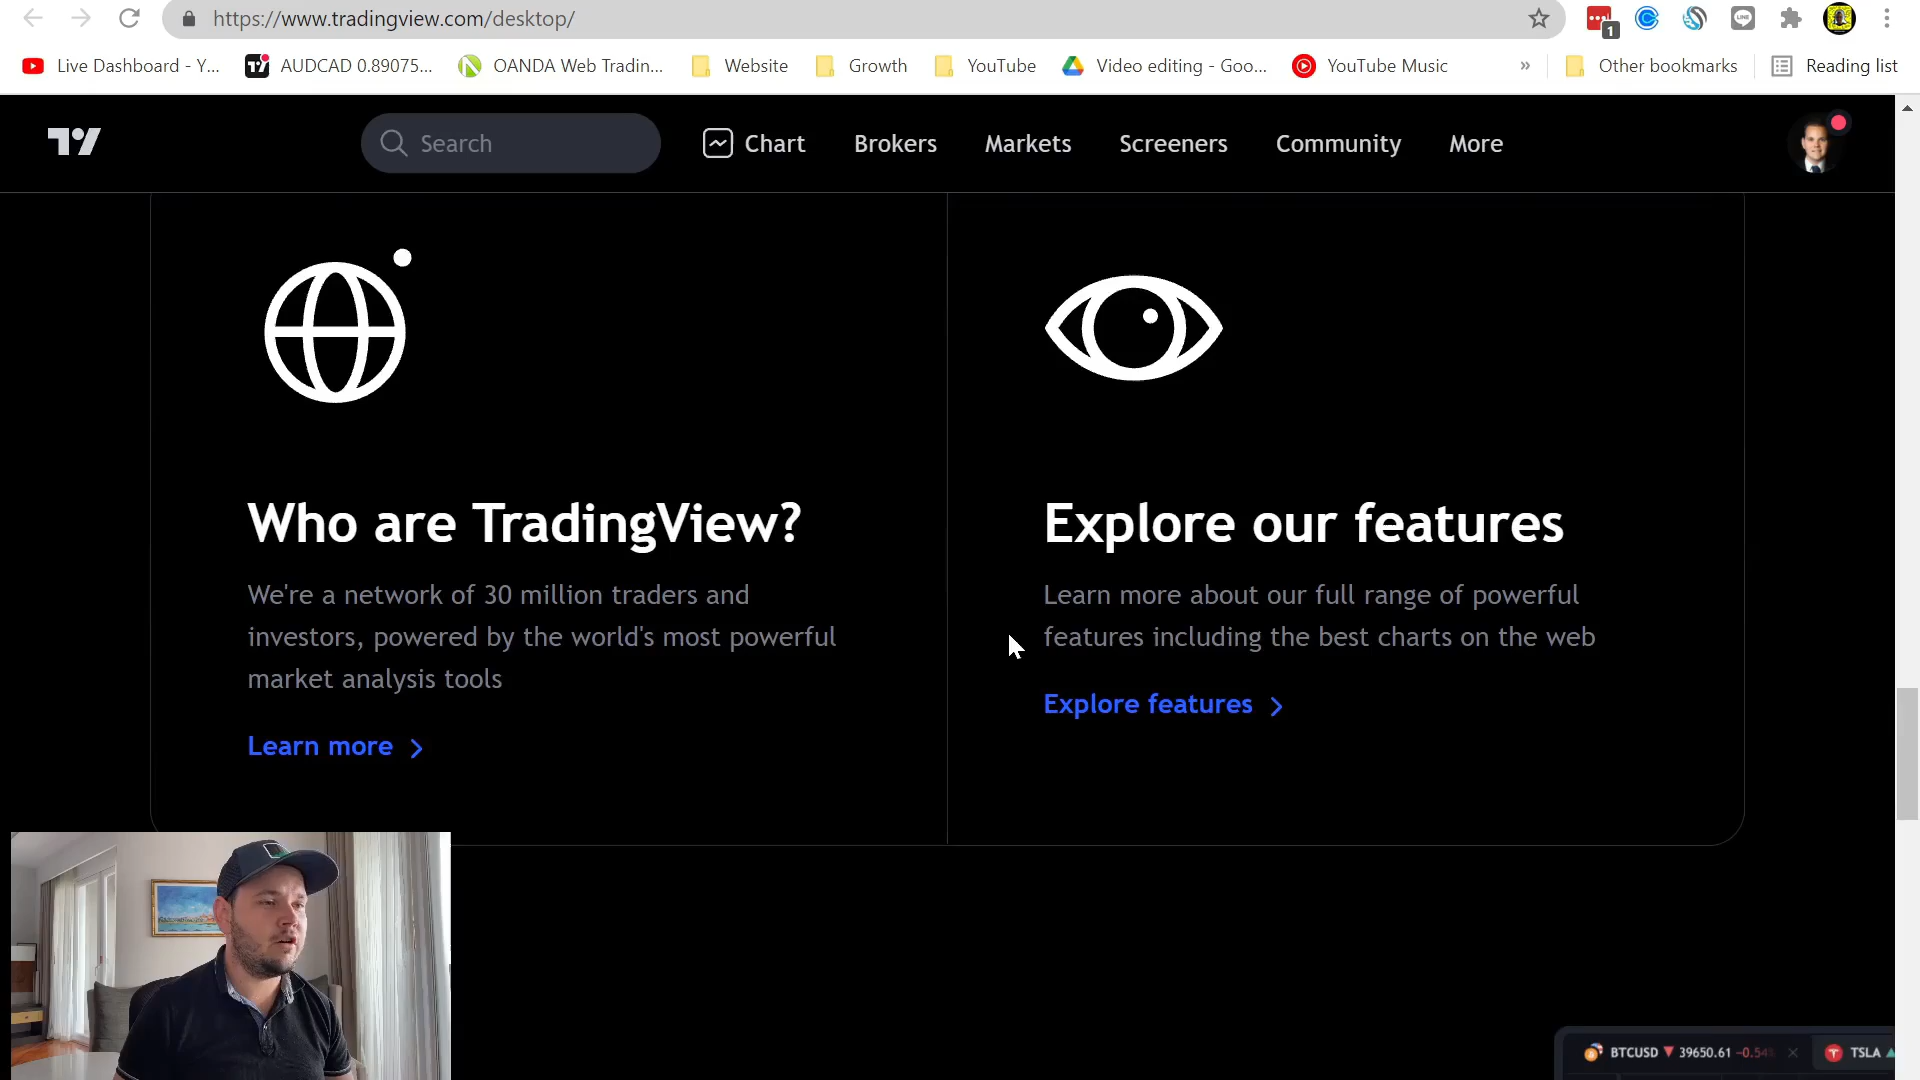 https://www.tradingview.com/desktop/
1
Live Dashboard - Y...
AUDCAD 0.89075...
OANDA Web Tradin...
Website
Growth
YouTube
Video editing - Goo...
YouTube Music
»
Other bookmarks
Reading list
Search
Chart
Brokers
Markets
Screeners
Community
More
Who are TradingView?
We're a network of 30 million traders and
investors, powered by the world's most powerful
market analysis tools
Learn more
Explore our features
Learn more about our full range of powerful
features including the best charts on the web
Explore features
BTCUSD 39650.61
TSLA